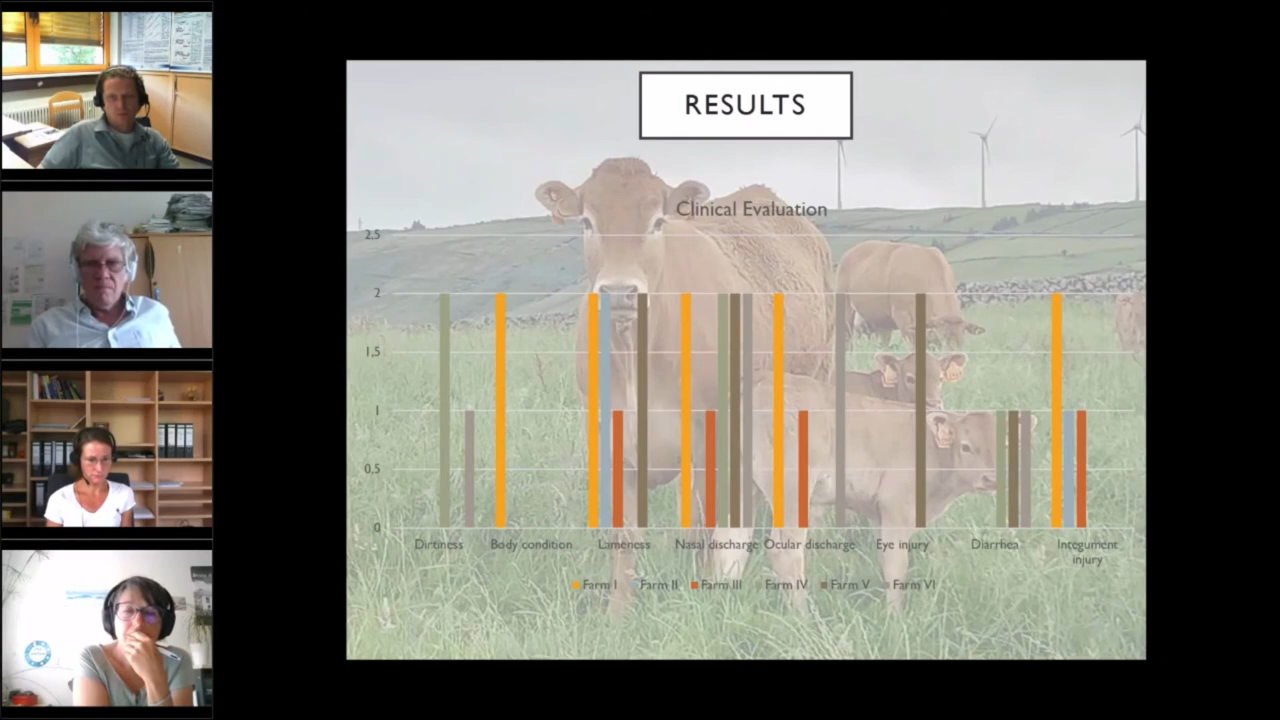 RESULTS
Clinical Evaluation
2,5
2
1,5
1
0,5
0
Dirtiness Body condition Lameness Nasal discharge Ocular discharge Eye injury Diarrhea Integument
injury
Farm I Farm II Farm III Farm IV Farm V Farm VI